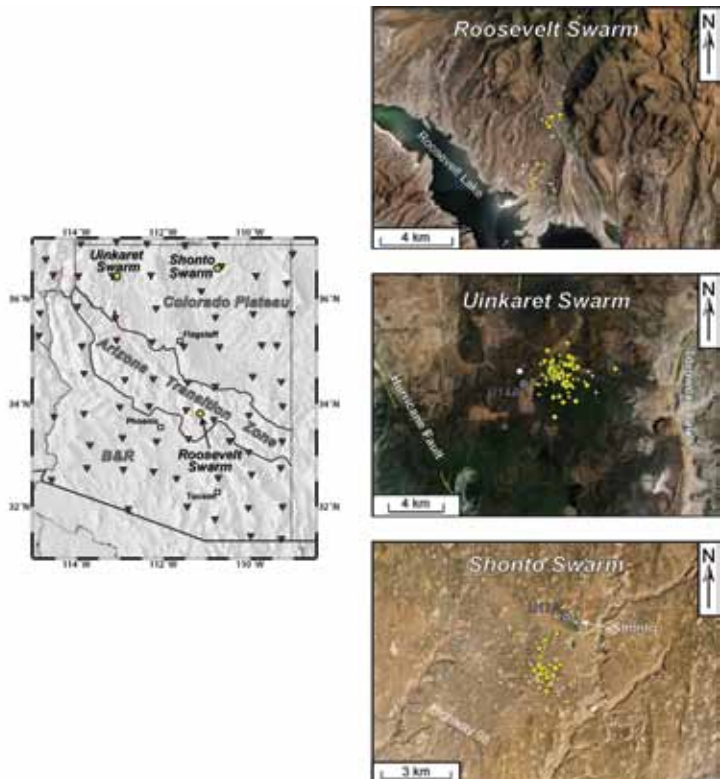 114˚W
112˚W
110˚W
Uinkaret
Swarm
Shonto
Swarm
36˚N
36˚N
Colorado Plateau
Flagstaff
Arizona
Transition
Zone
34˚N
34˚N
Phoenix
B&R
Roosevelt
Swarm
Tucson
32˚N
32˚N
114˚W
112˚W
110˚W
Roosevelt Swarm
N
Roosevelt Lake
4 km
Uinkaret Swarm
N
Hurricane Fault
4 km
Shonto Swarm
N
Shonto
3 km